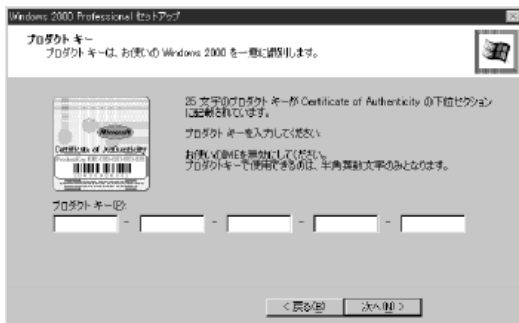 Windows 2000 Professional セットアップ
プロダクト キー
プロダクト キーは、お使いの Windows 2000 を一意に識別します。
25 文字のプロダクト キーが Certificate of Authenticity の下位セクション
に記載されています。
Microsoft
Certificate of Authenticity
プロダクト キーを入力してください
お使いのIMEを無効にしてください。
プロダクトキーで使用できるのは、半角英数文字のみとなります。
プロダクト キー(P):
- - - -
< 戻る(B)
次へ(N) >